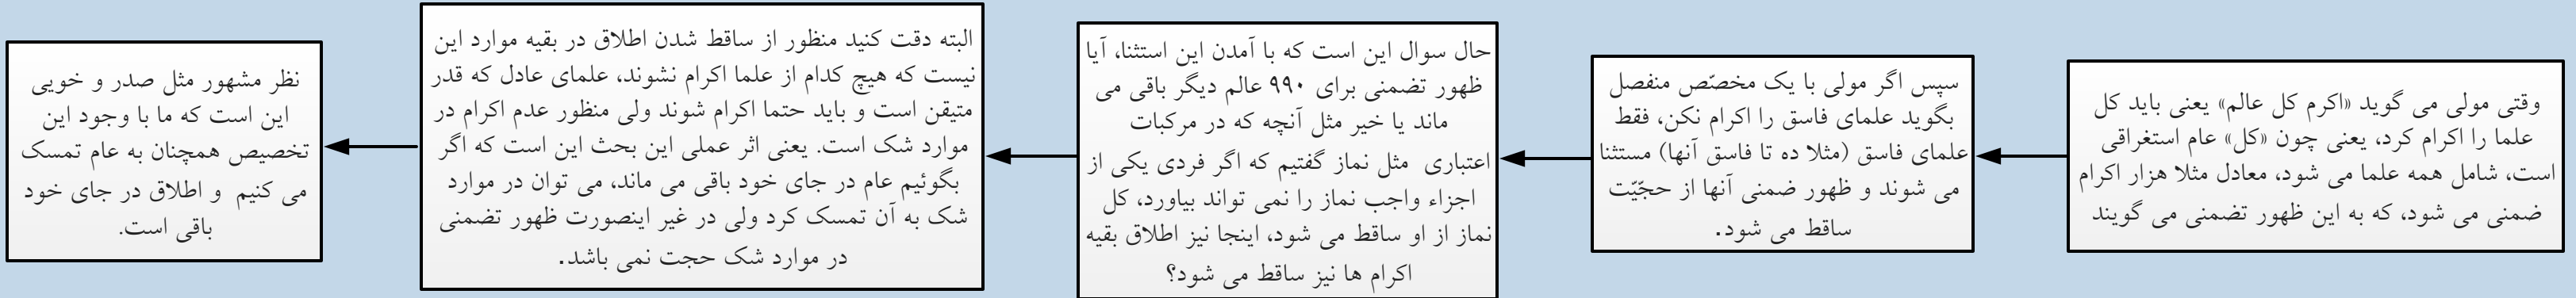 وقتی مولی می گوید «اکرم کل عالم» یعنی باید کل
علما را اکرام کرد، یعنی چون «کل» عام استغراقی
است، شامل همه علما می شود، معادل مثلا هزار اکرام
ضمنی می شود، که به این ظهور تضمنی می گویند
سپس اگر مولی با یک مخصّص منفصل
بگوید علمای فاسق را اکرام نکن، فقط
علمای فاسق (مثلا ده تا فاسق آنها) مستثنا
می شوند و ظهور ضمنی آنها از حجیّت
ساقط می شود.
حال سوال این است که با آمدن این استثنا، آیا
ظهور تضمنی برای ۹۹۰ عالم دیگر باقی می
ماند یا خیر مثل آنچه که در مرکبات
اعتباری مثل نماز گفتیم که اگر فردی یکی از
اجزاء واجب نماز را نمی تواند بیاورد، کل
نماز از او ساقط می شود، اینجا نیز اطلاق بقیه
اکرام ها نیز ساقط می شود؟
البته دقت کنید منظور از ساقط شدن اطلاق در بقیه موارد این
نیست که هیچ کدام از علما اکرام نشوند، علمای عادل که قدر
متیقن است و باید حتما اکرام شوند ولی منظور عدم اکرام در
موارد شک است. یعنی اثر عملی این بحث این است که اگر
بگوئیم عام در جای خود باقی می ماند، می توان در موارد
شک به آن تمسک کرد ولی در غیر اینصورت ظهور تضمنی
در موارد شک حجت نمی باشد.
نظر مشهور مثل صدر و خویی
این است که ما با وجود این
تخصیص همچنان به عام تمسک
می کنیم و اطلاق در جای خود
باقی است.